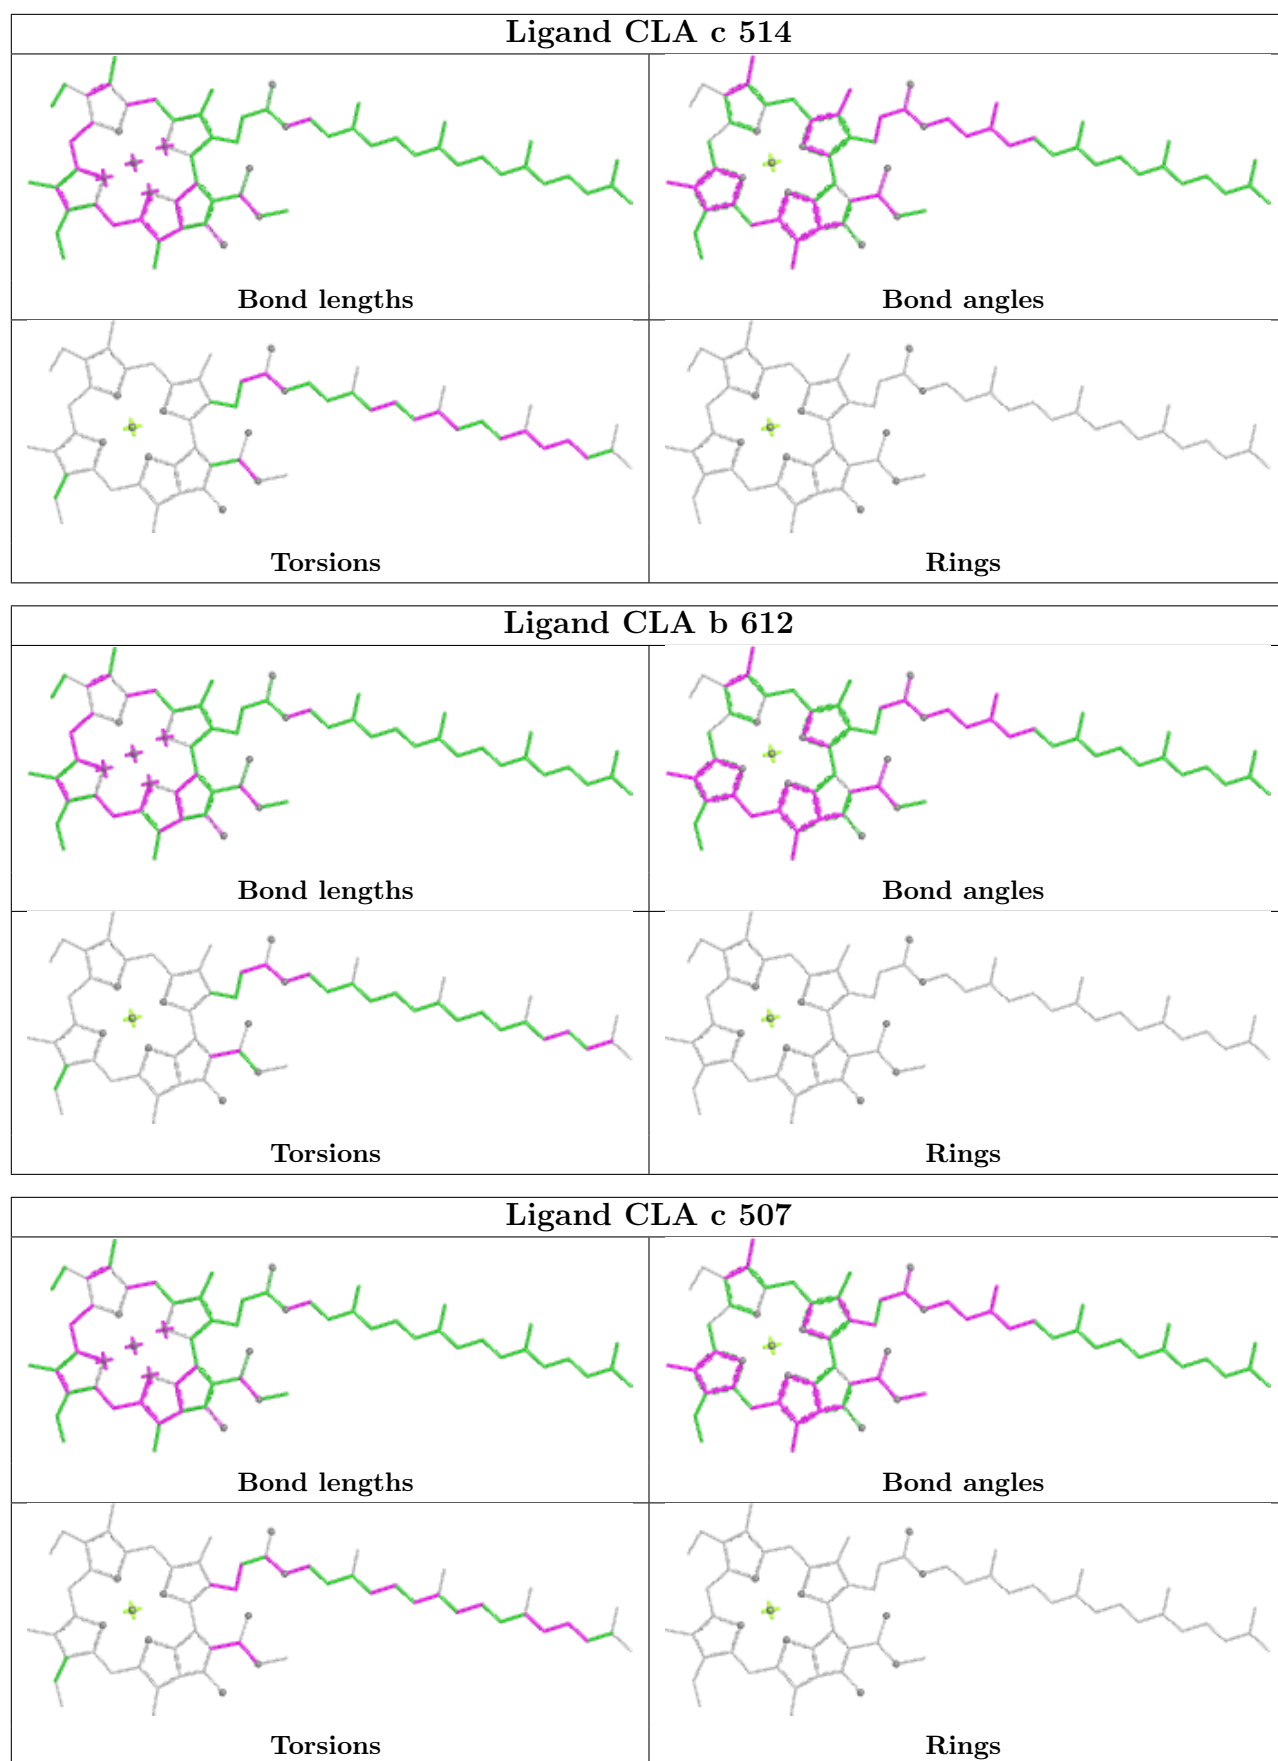 Ligand CLA c 514
Bond lengths
Bond angles
Torsions
Rings
Ligand CLA b 612
Bond lengths
Bond angles
Torsions
Rings
Ligand CLA c 507
Bond lengths
Bond angles
Torsions
Rings